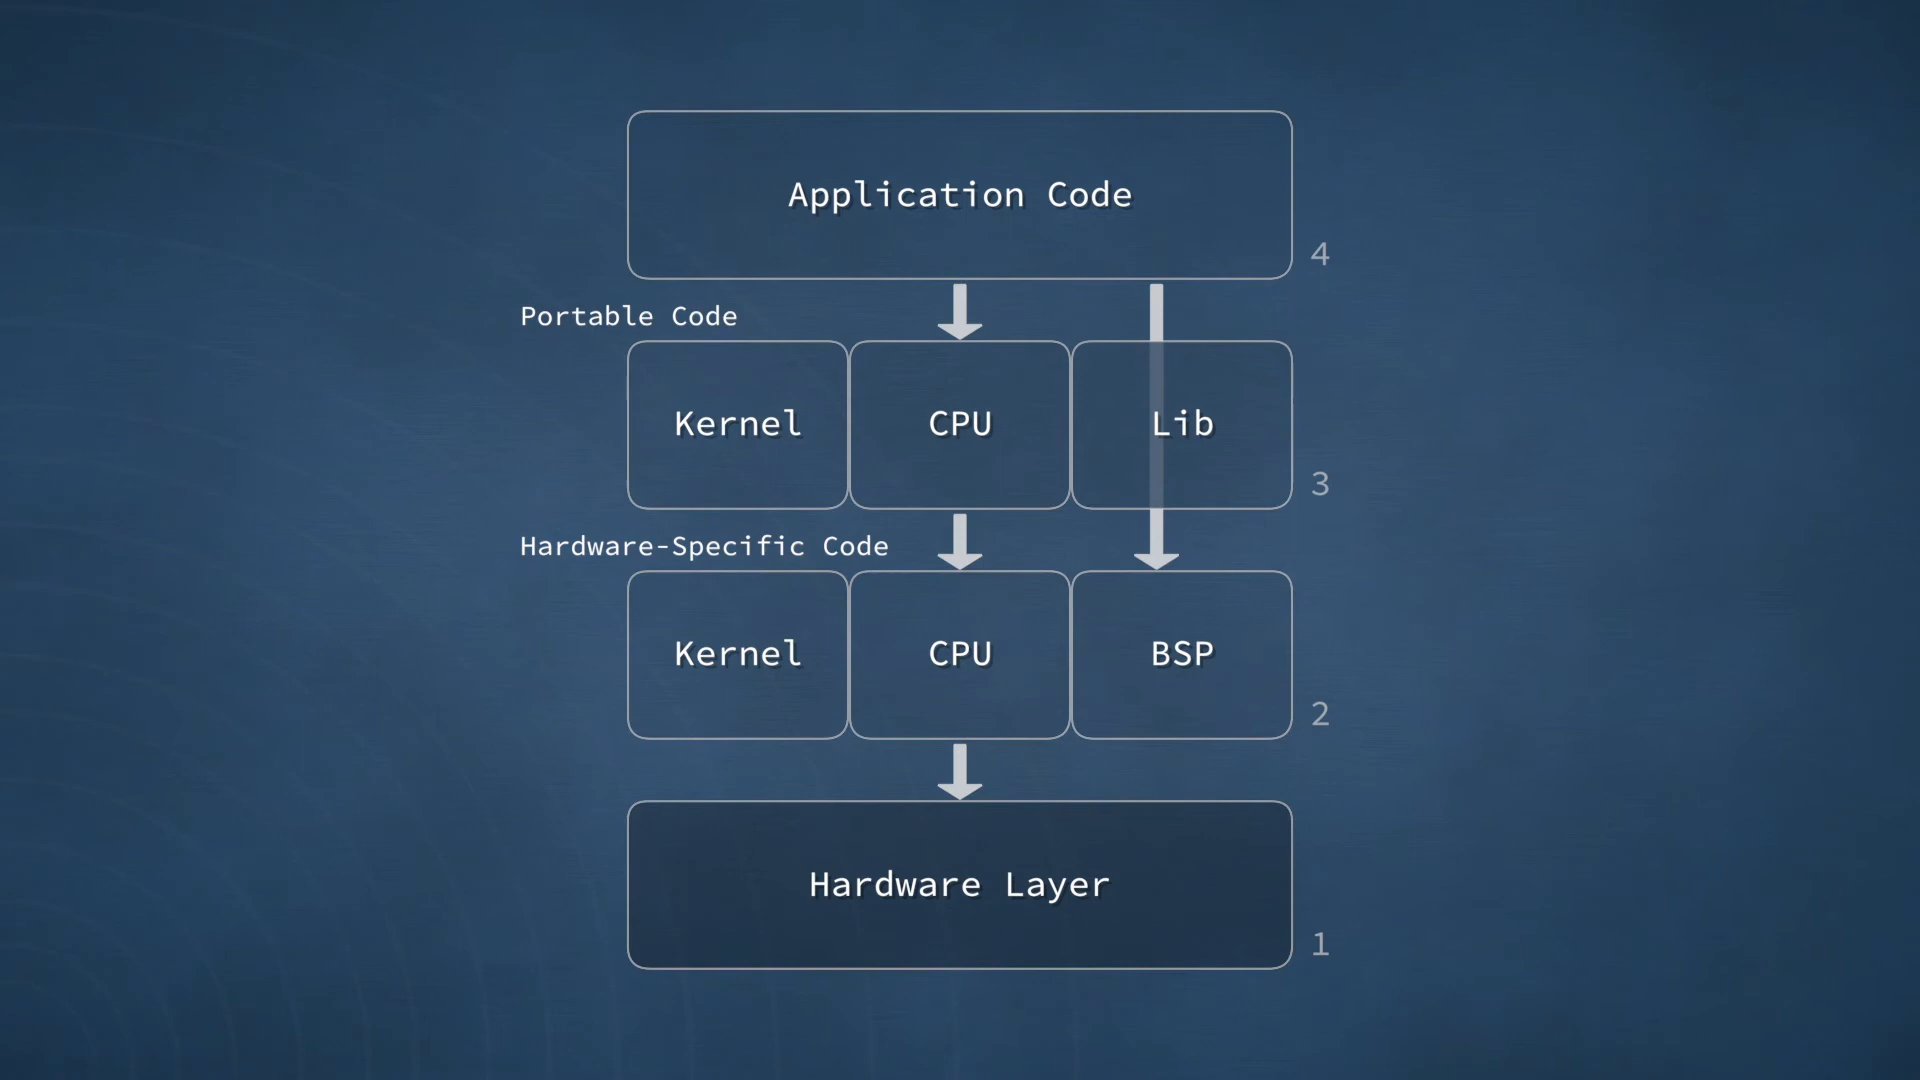 Application Code
4
Portable Code
Kernel CPU Lib
3
Hardware-Specific Code
Kernel CPU BSP
2
Hardware Layer
1